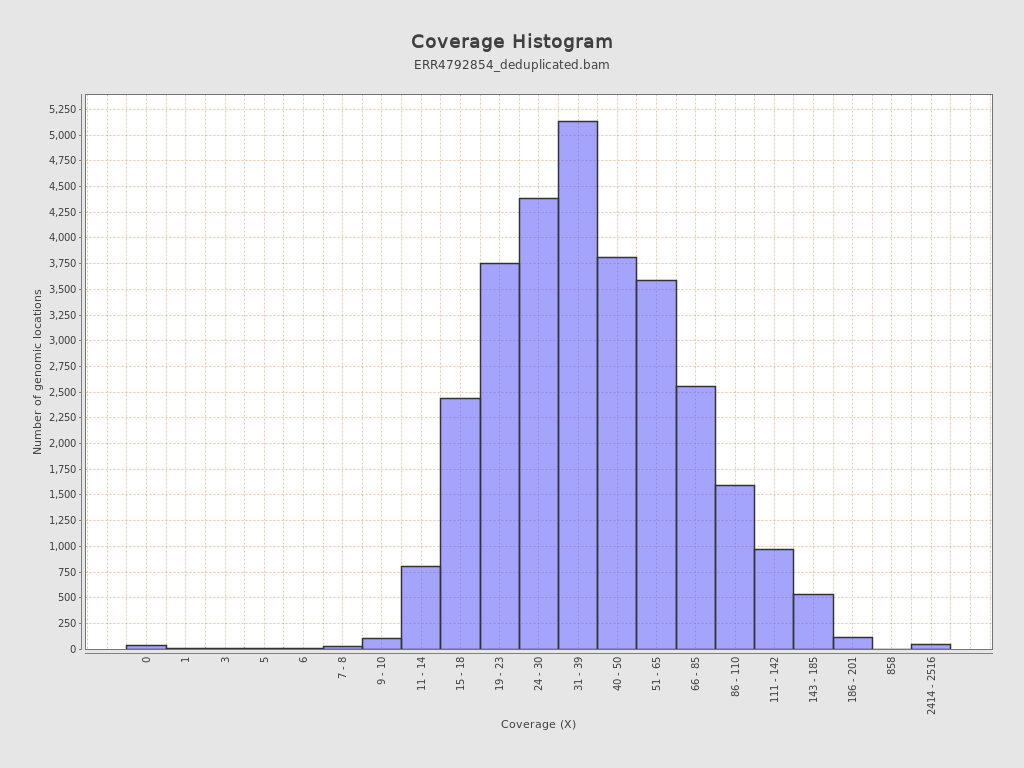 Coverage Histogram
ERR4792854_deduplicated.bam
Number of genomic locations
5,250
5,000
4,750
4,500
4,250
4,000
3,750
3,500
3,250
3,000
2,750
2,500
2,250
2,000
1,750
1,500
1,250
1,000
750
500
250
0
0
1
3
5
6
7 - 8
9 - 10
11 - 14
15 - 18
19 - 23
24 - 30
31 - 39
40 - 50
51 - 65
66 - 85
86 - 110
111 - 142
143 - 185
186 - 201
858
2414 - 2516
Coverage (X)